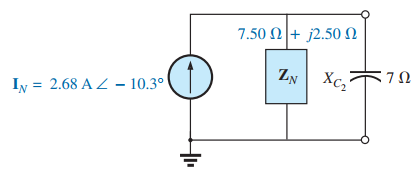 7.50 Ω + j2.50 Ω
I_N = 2.68 A ∠ – 10.3°
Z_N
X_C₂
7 Ω